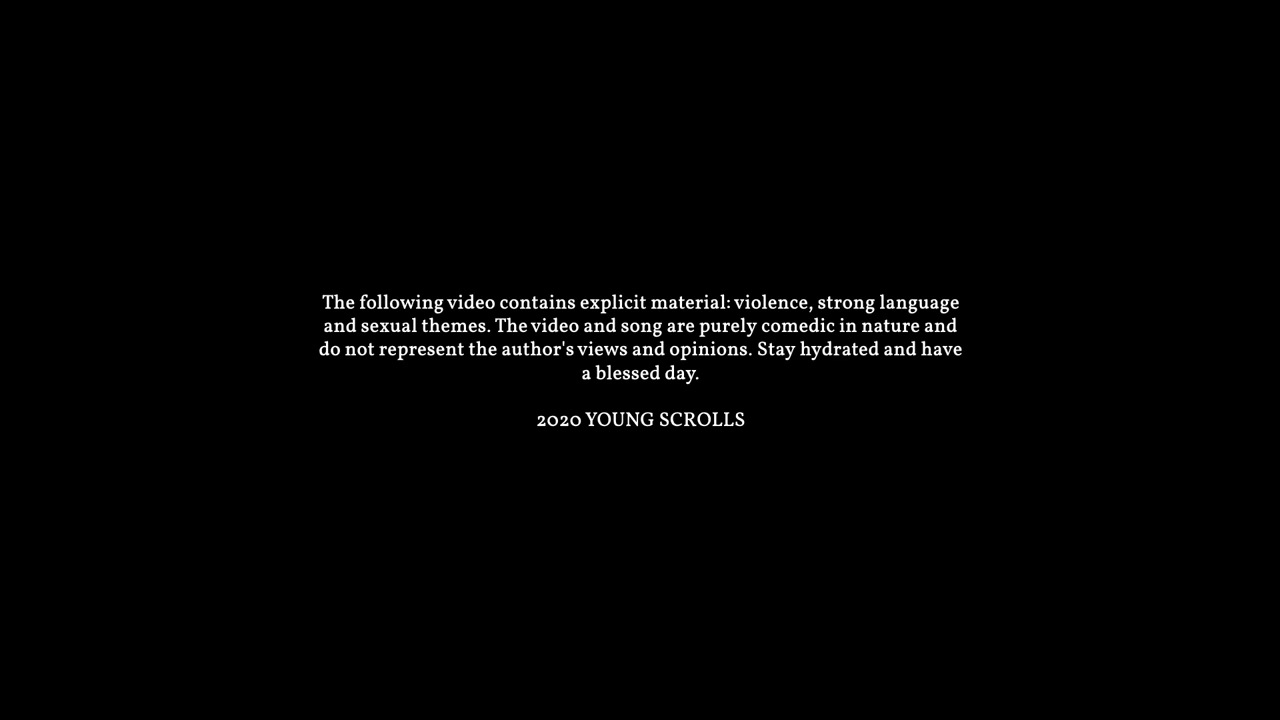 The following video contains explicit material: violence, strong language
and sexual themes. The video and song are purely comedic in nature and
do not represent the author's views and opinions. Stay hydrated and have
a blessed day.
2020 YOUNG SCROLLS